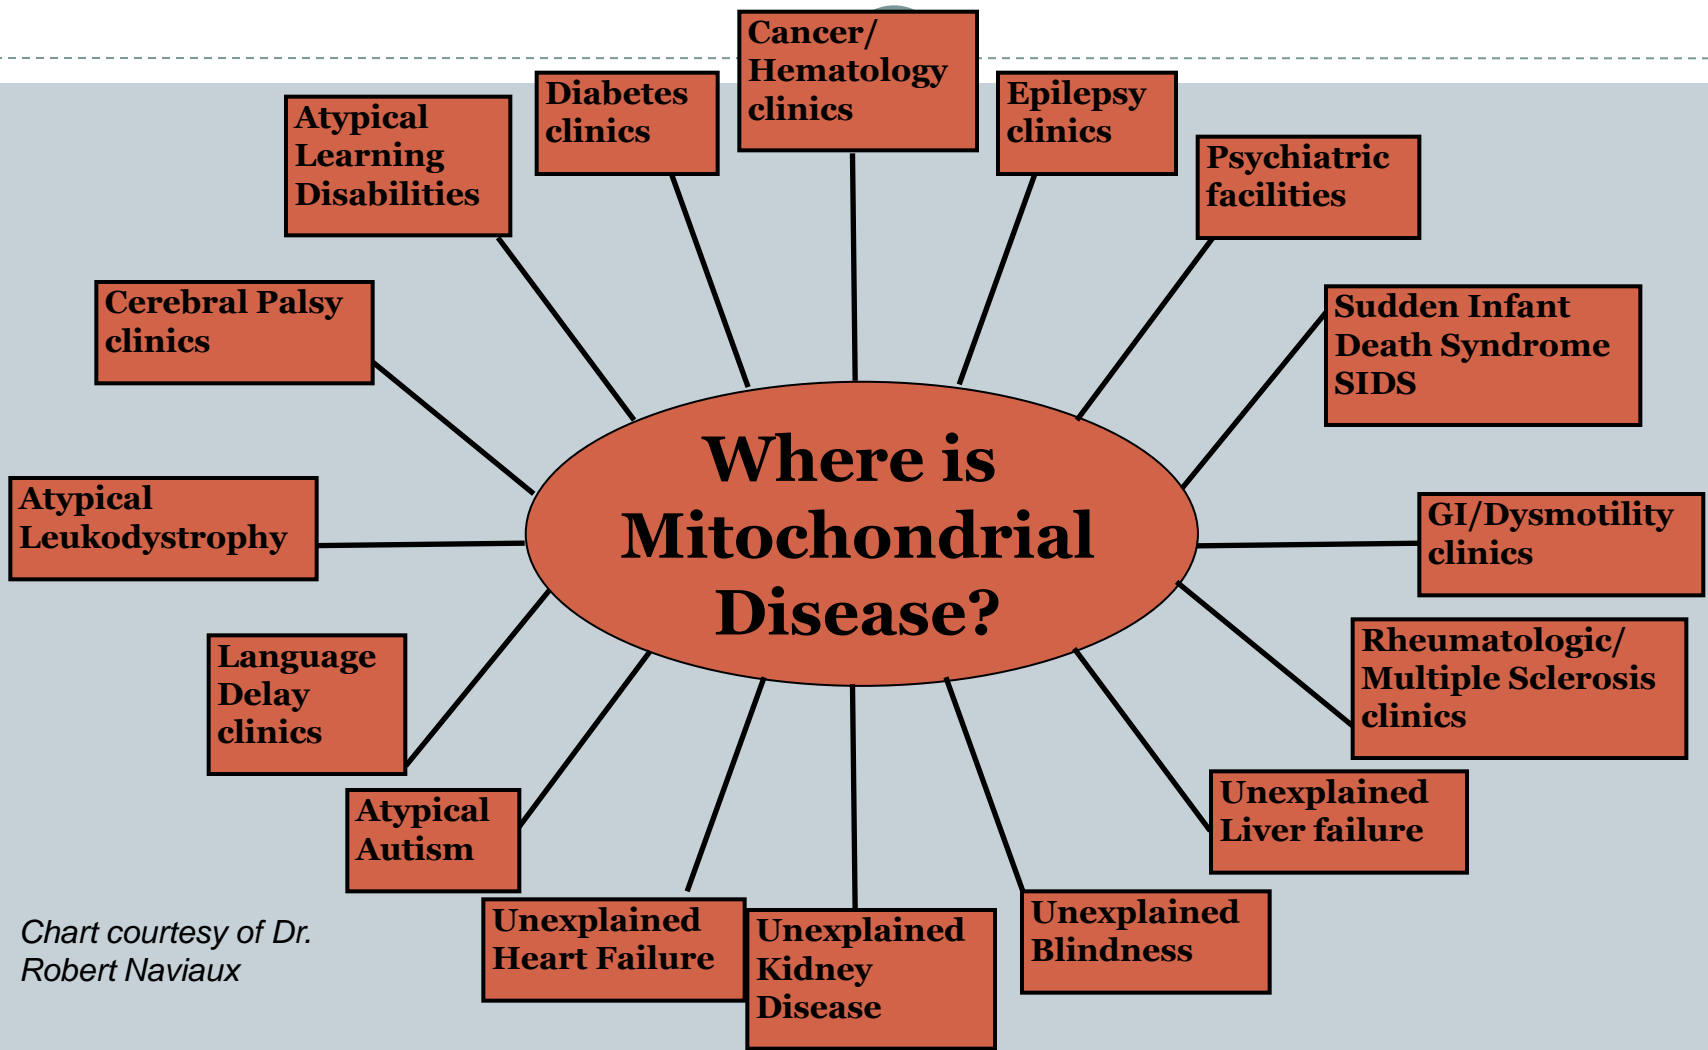 Cancer/
Hematology
clinics
Diabetes
clinics
Epilepsy
clinics
Atypical
Learning
Disabilities
Psychiatric
facilities
Cerebral Palsy
clinics
Sudden Infant
Death Syndrome
SIDS
Where is
Mitochondrial
Disease?
Atypical
Leukodystrophy
GI/Dysmotility
clinics
Language
Delay
clinics
Rheumatologic/
Multiple Sclerosis
clinics
Atypical
Autism
Unexplained
Liver failure
Unexplained
Heart Failure
Unexplained
Kidney
Disease
Unexplained
Blindness
Chart courtesy of Dr.
Robert Naviaux